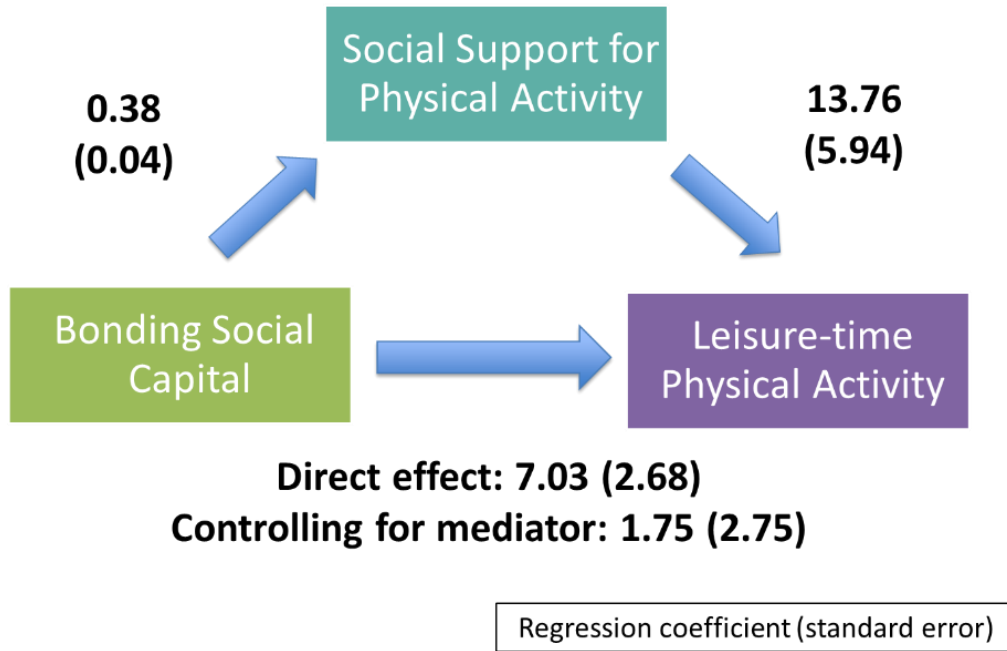 Social Support for
Physical Activity
0.38
(0.04)
13.76
(5.94)
Bonding Social
Capital
Leisure-time
Physical Activity
Direct effect: 7.03 (2.68)
Controlling for mediator: 1.75 (2.75)
Regression coefficient (standard error)